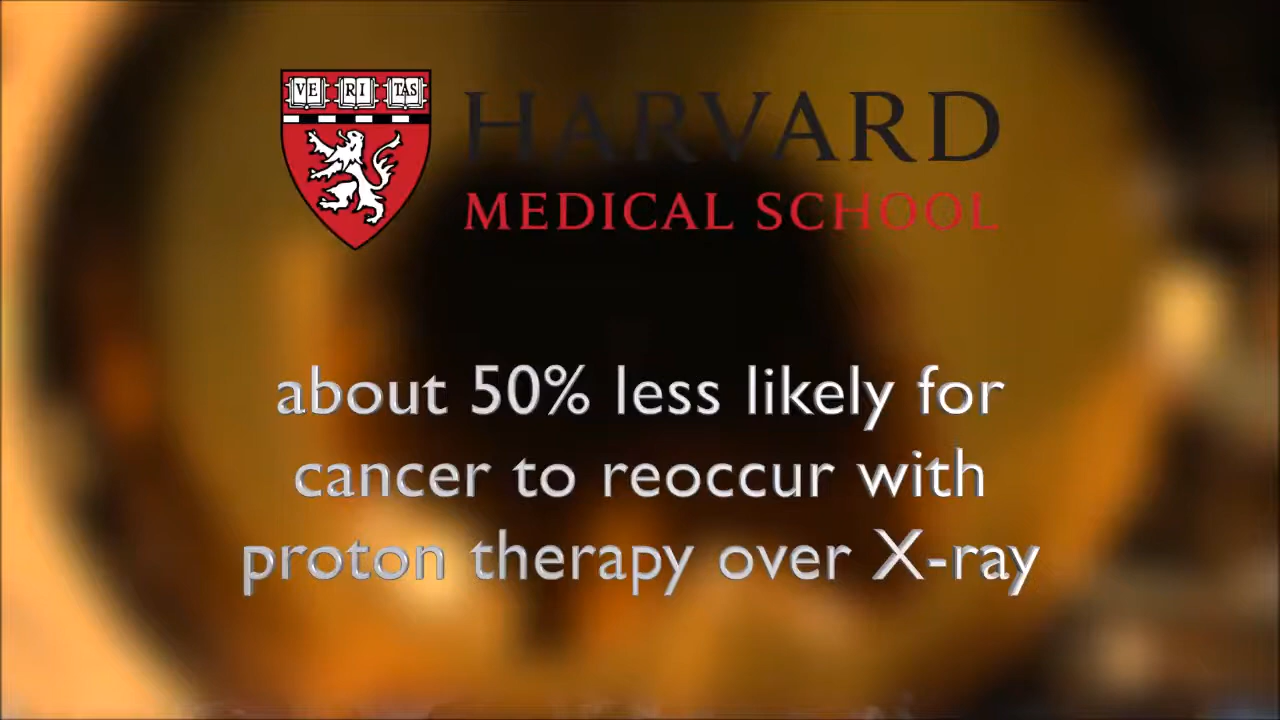 VE RI TAS
HARVARD
MEDICAL SCHOOL
about 50% less likely for
cancer to reoccur with
proton therapy over X-ray